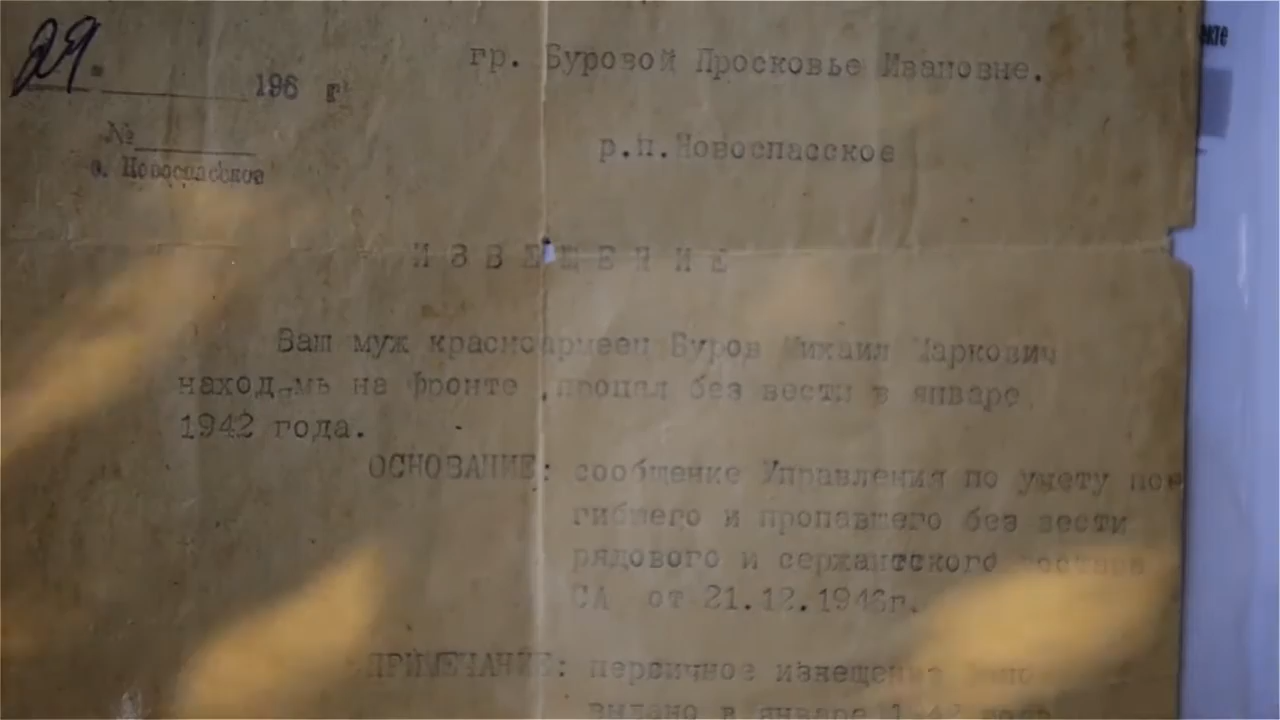 29.
196 г.
гр. Буровой Просковье Ивановне.
№
р.п.Новоспасское
о. Новоспасское
ИЗВЕЩЕНИЕ
Ваш муж красноармеец Буров Михаил Маркович
на фронте ,пропал без вести в январе
1942 года.
ОСНОВАНИЕ: сообщение Управления по учету по-
гибшего и пропавшего без вести
рядового и сержантского состава
СА от 21.12.1946г.
ПРИМЕЧАНИЕ: первичное извещение
выдано в январе